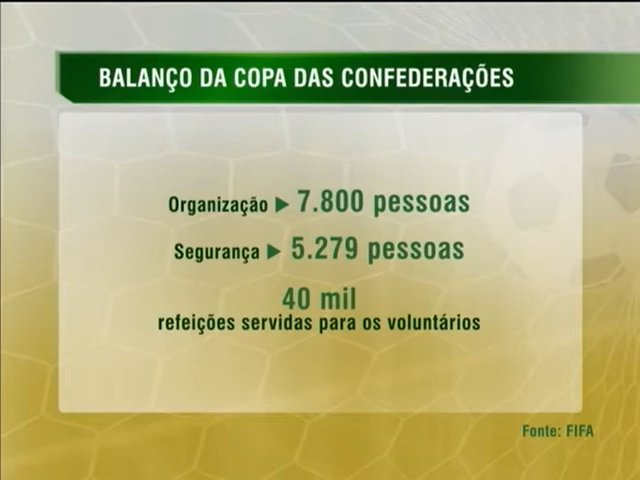 BALANÇO DA COPA DAS CONFEDERAÇÕES
Organização ► 7.800 pessoas
Segurança ► 5.279 pessoas
40 mil
refeições servidas para os voluntários
Fonte: FIFA